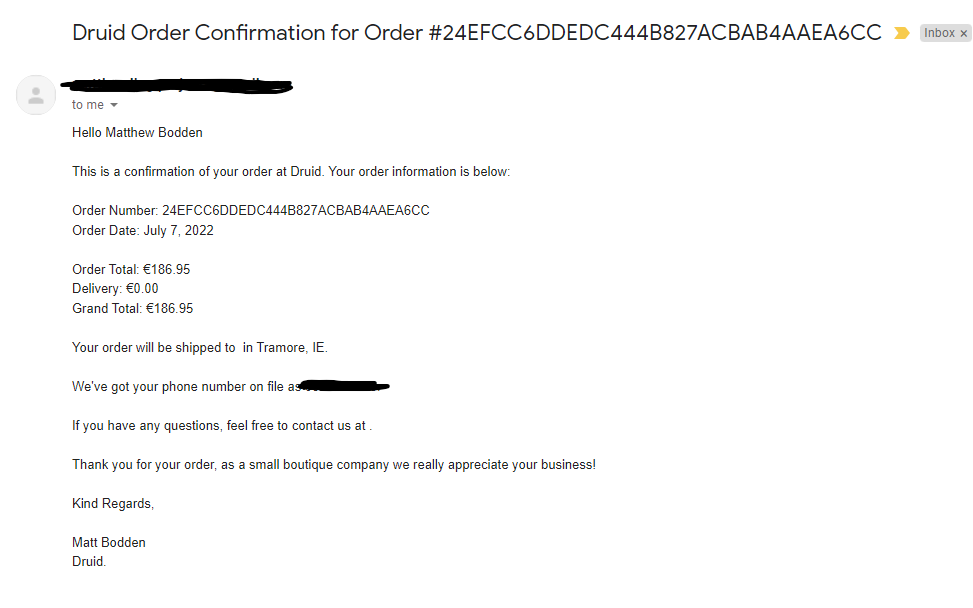 Druid Order Confirmation for Order #24EFCC6DDEDC444B827ACBAB4AAEA6CC Inbox ×
to me
Hello Matthew Bodden
This is a confirmation of your order at Druid. Your order information is below:
Order Number: 24EFCC6DDEDC444B827ACBAB4AAEA6CC
Order Date: July 7, 2022
Order Total: €186.95
Delivery: €0.00
Grand Total: €186.95
Your order will be shipped to  in Tramore, IE.
We've got your phone number on file as
If you have any questions, feel free to contact us at .
Thank you for your order, as a small boutique company we really appreciate your business!
Kind Regards,
Matt Bodden
Druid.